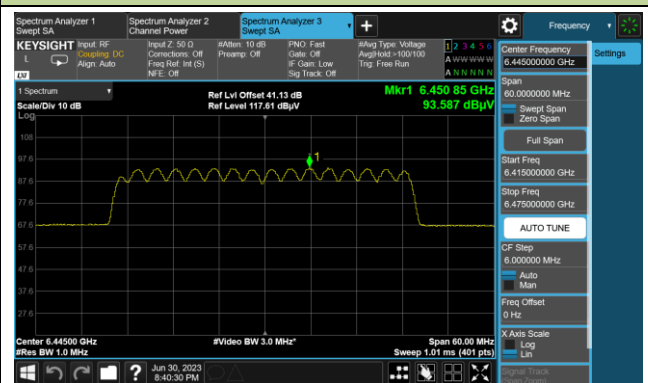 Spectrum Analyzer 1
Swept SA
Spectrum Analyzer 2
Channel Power
Spectrum Analyzer 3
Swept SA
Frequency
KEYSIGHT
L
LXI
Input: RF
Coupling: DC
Align: Auto
Input Z: 50 Ω
Corrections: Off
Freq Ref: Int (S)
NFE: Off
#Atten: 10 dB
Preamp: Off
PNO: Fast
Gate: Off
IF Gain: Low
Sig Track: Off
#Avg Type: Voltage
Avg|Hold:>100/100
Trig: Free Run
1 2 3 4 5 6
A W W W W W
A N N N N N
Center Frequency
6.445000000 GHz
Settings
Span
60.0000000 MHz
Swept Span
Zero Span
Full Span
Start Freq
6.415000000 GHz
Stop Freq
6.475000000 GHz
AUTO TUNE
CF Step
6.000000 MHz
Auto
Man
Freq Offset
0 Hz
X Axis Scale
Log
Lin
Signal Track
(Span Zoom)
1 Spectrum
Scale/Div 10 dB
Log
Ref Lvl Offset 41.13 dB
Ref Level 117.61 dBµV
Mkr1 6.450 85 GHz
93.587 dBµV
108
97.6
87.6
77.6
67.6
57.6
47.6
37.6
27.6
1
Center 6.44500 GHz
#Res BW 1.0 MHz
#Video BW 3.0 MHz*
Span 60.00 MHz
Sweep 1.01 ms (401 pts)
?
Jun 30, 2023
8:40:30 PM